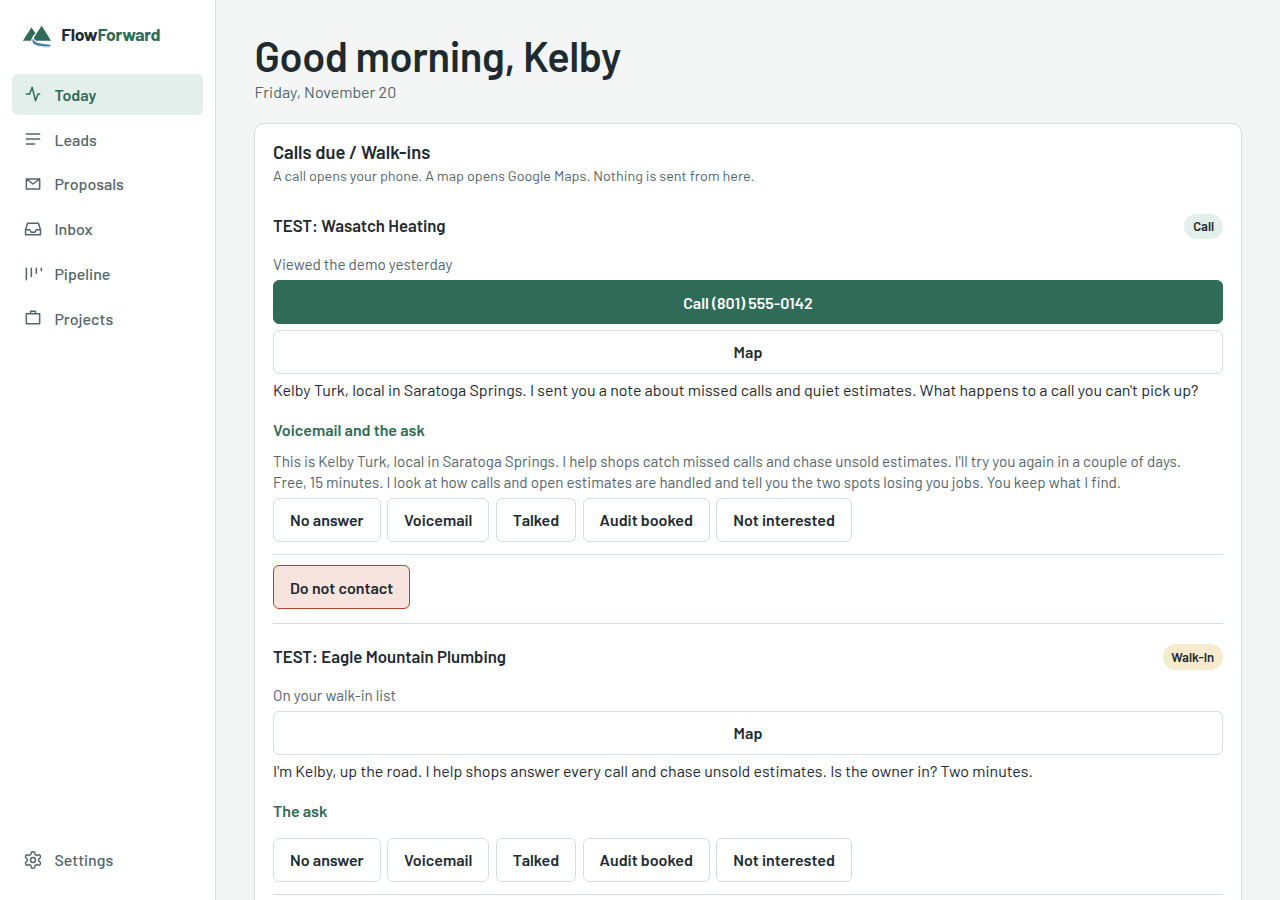 FlowForward
Today
Leads
Proposals
Inbox
Pipeline
Projects
Settings
Good morning, Kelby
Friday, November 20
Calls due / Walk-ins
A call opens your phone. A map opens Google Maps. Nothing is sent from here.
TEST: Wasatch Heating
Call
Viewed the demo yesterday
Call (801) 555-0142
Map
Kelby Turk, local in Saratoga Springs. I sent you a note about missed calls and quiet estimates. What happens to a call you can't pick up?
Voicemail and the ask
This is Kelby Turk, local in Saratoga Springs. I help shops catch missed calls and chase unsold estimates. I'll try you again in a couple of days.
Free, 15 minutes. I look at how calls and open estimates are handled and tell you the two spots losing you jobs. You keep what I find.
No answer Voicemail Talked Audit booked Not interested
Do not contact
TEST: Eagle Mountain Plumbing
Walk-In
On your walk-in list
Map
I'm Kelby, up the road. I help shops answer every call and chase unsold estimates. Is the owner in? Two minutes.
The ask
No answer Voicemail Talked Audit booked Not interested